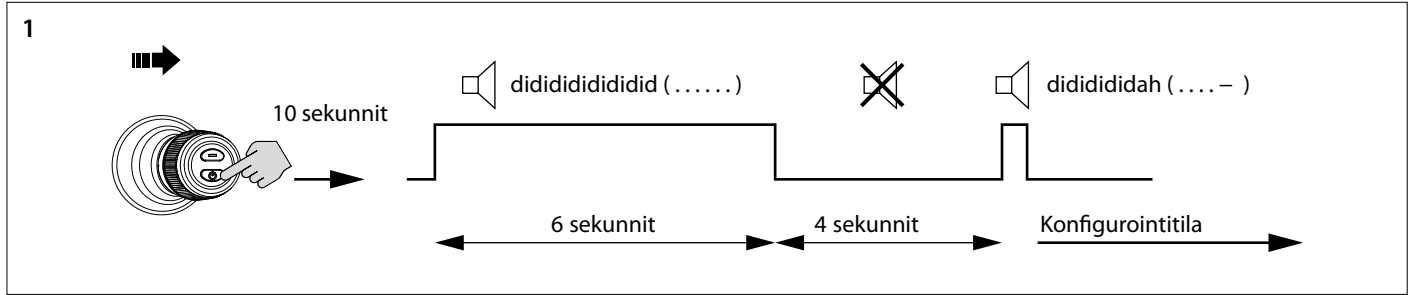 1
didididididid ( . . . . . . )
dididididah ( . . . . – )
10 sekunnit
6 sekunnit
4 sekunnit
Konfigurointitila